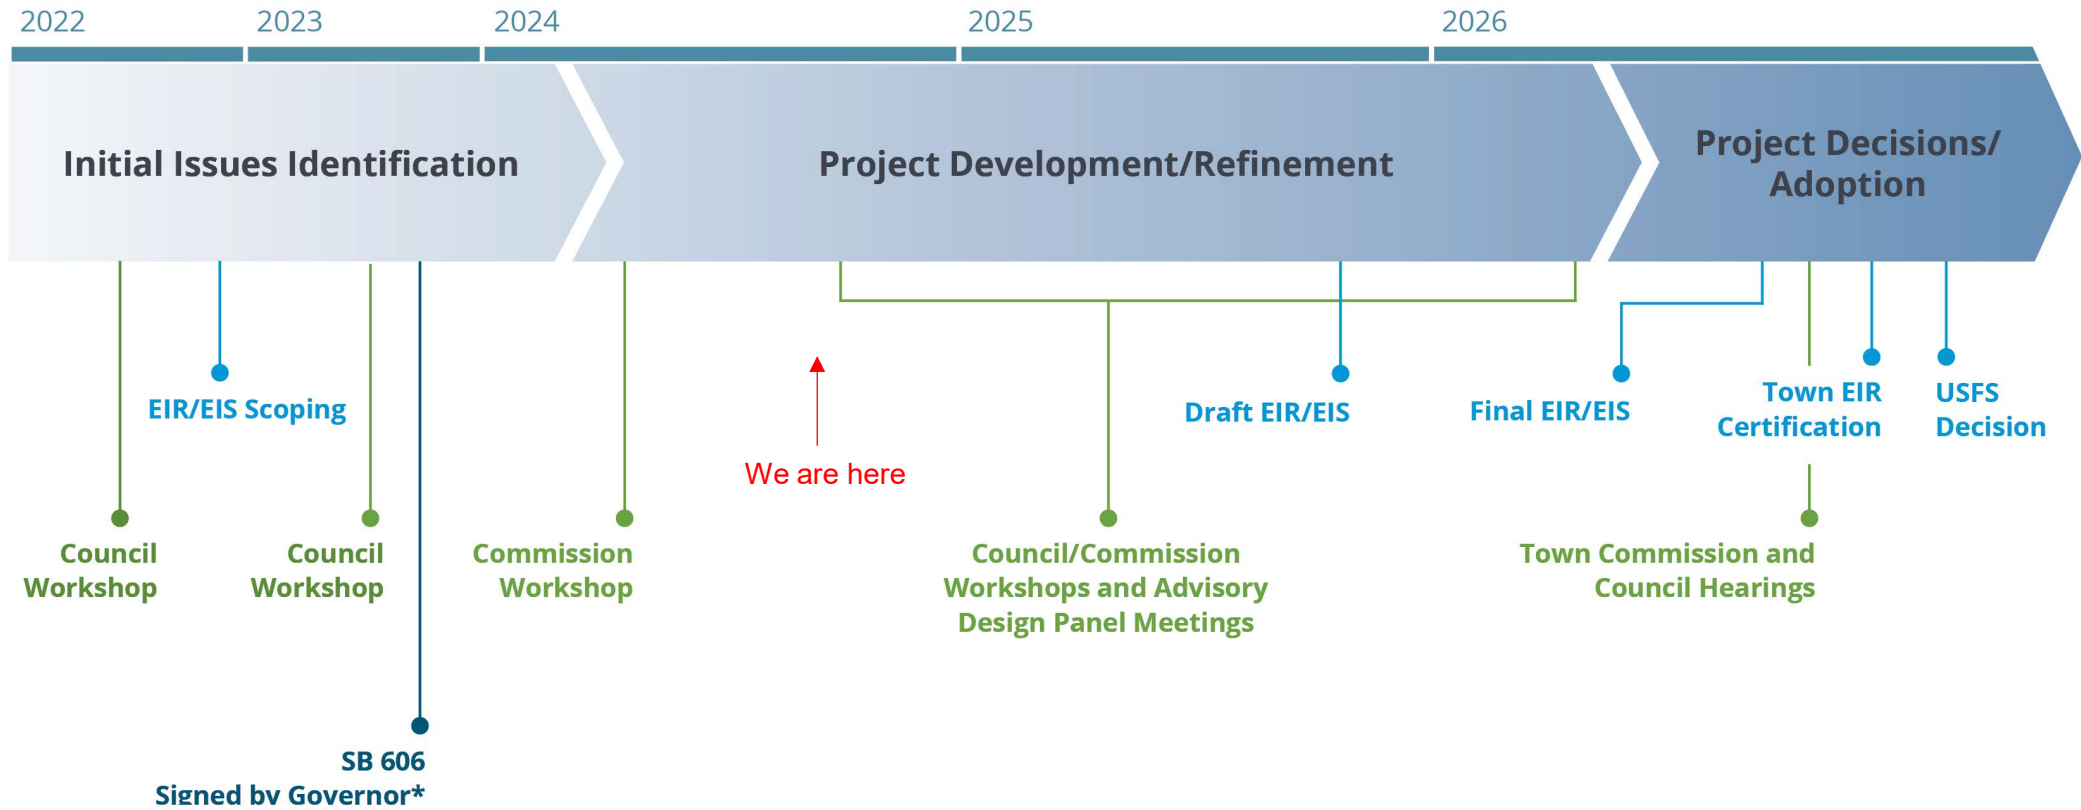 2022
2023
2024
2025
2026
Initial Issues Identification
Project Development/Refinement
Project Decisions/
Adoption
EIR/EIS Scoping
Draft EIR/EIS
Final EIR/EIS
Town EIR
Certification
USFS
Decision
We are here
Council
Workshop
Council
Workshop
Commission
Workshop
Council/Commission
Workshops and Advisory
Design Panel Meetings
Town Commission and
Council Hearings
SB 606
Signed by Governor*